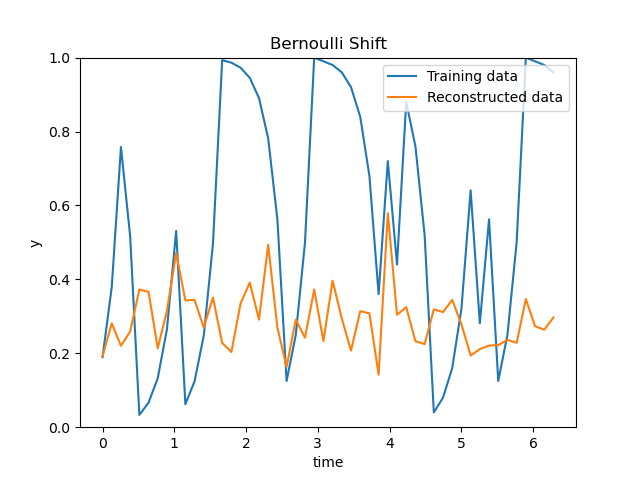 Bernoulli Shift
Training data
Reconstructed data
1.0
0.8
0.6
0.4
0.2
0.0
y
0 1 2 3 4 5 6
time